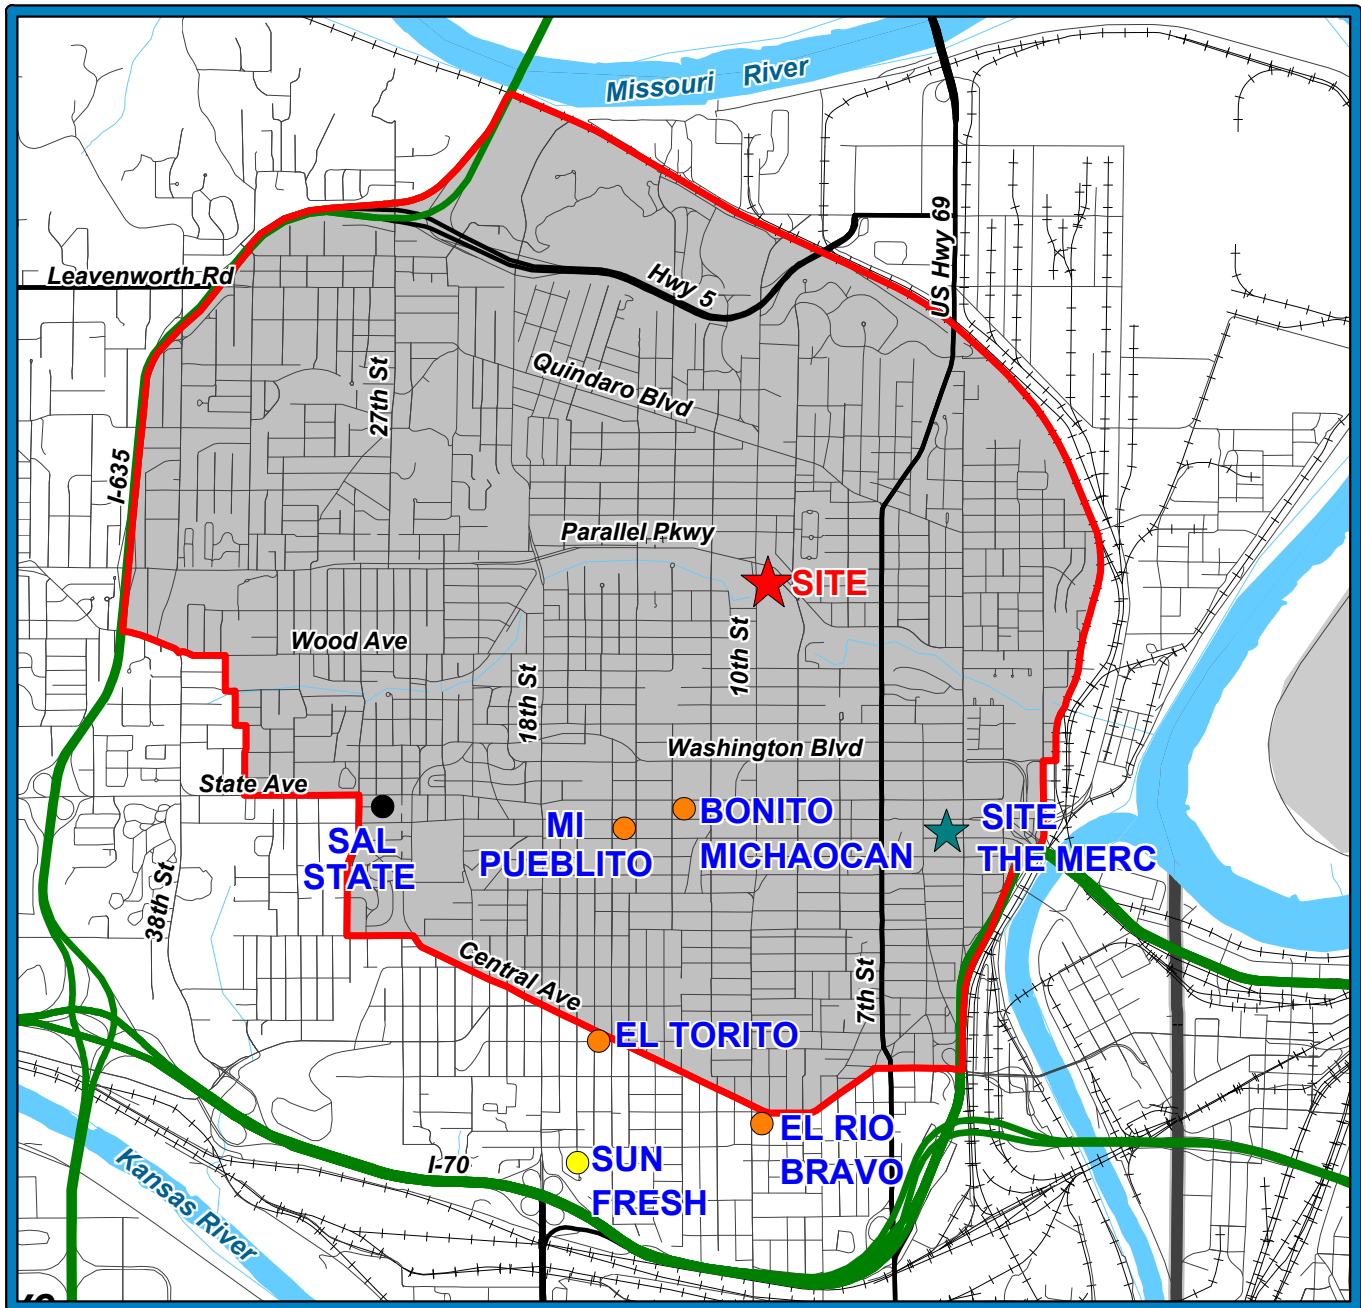 Missouri River
US Hwy 69
Leavenworth Rd
Hwy 5
Quindaro Blvd
27th St
I-635
Parallel Pkwy
SITE
Wood Ave
10th St
18th St
Washington Blvd
State Ave
BONITO
MICHAOCAN
MI
PUEBLITO
SITE
THE MERC
SAL
STATE
38th St
Central Ave
7th St
EL TORITO
EL RIO
BRAVO
SUN
FRESH
I-70
Kansas River